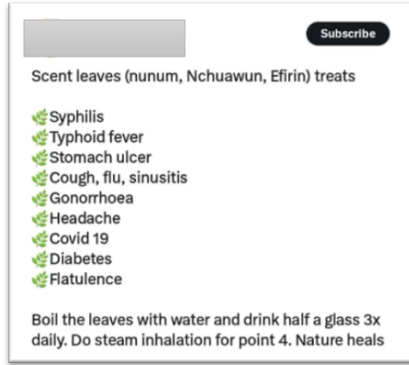 Subscribe
Scent leaves (nunum, Nchuawun, Efirin) treats
🌿Syphilis
🌿Typhoid fever
🌿Stomach ulcer
🌿Cough, flu, sinusitis
🌿Gonorrhoea
🌿Headache
🌿Covid 19
🌿Diabetes
🌿Flatulence
Boil the leaves with water and drink half a glass 3x
daily. Do steam inhalation for point 4. Nature heals